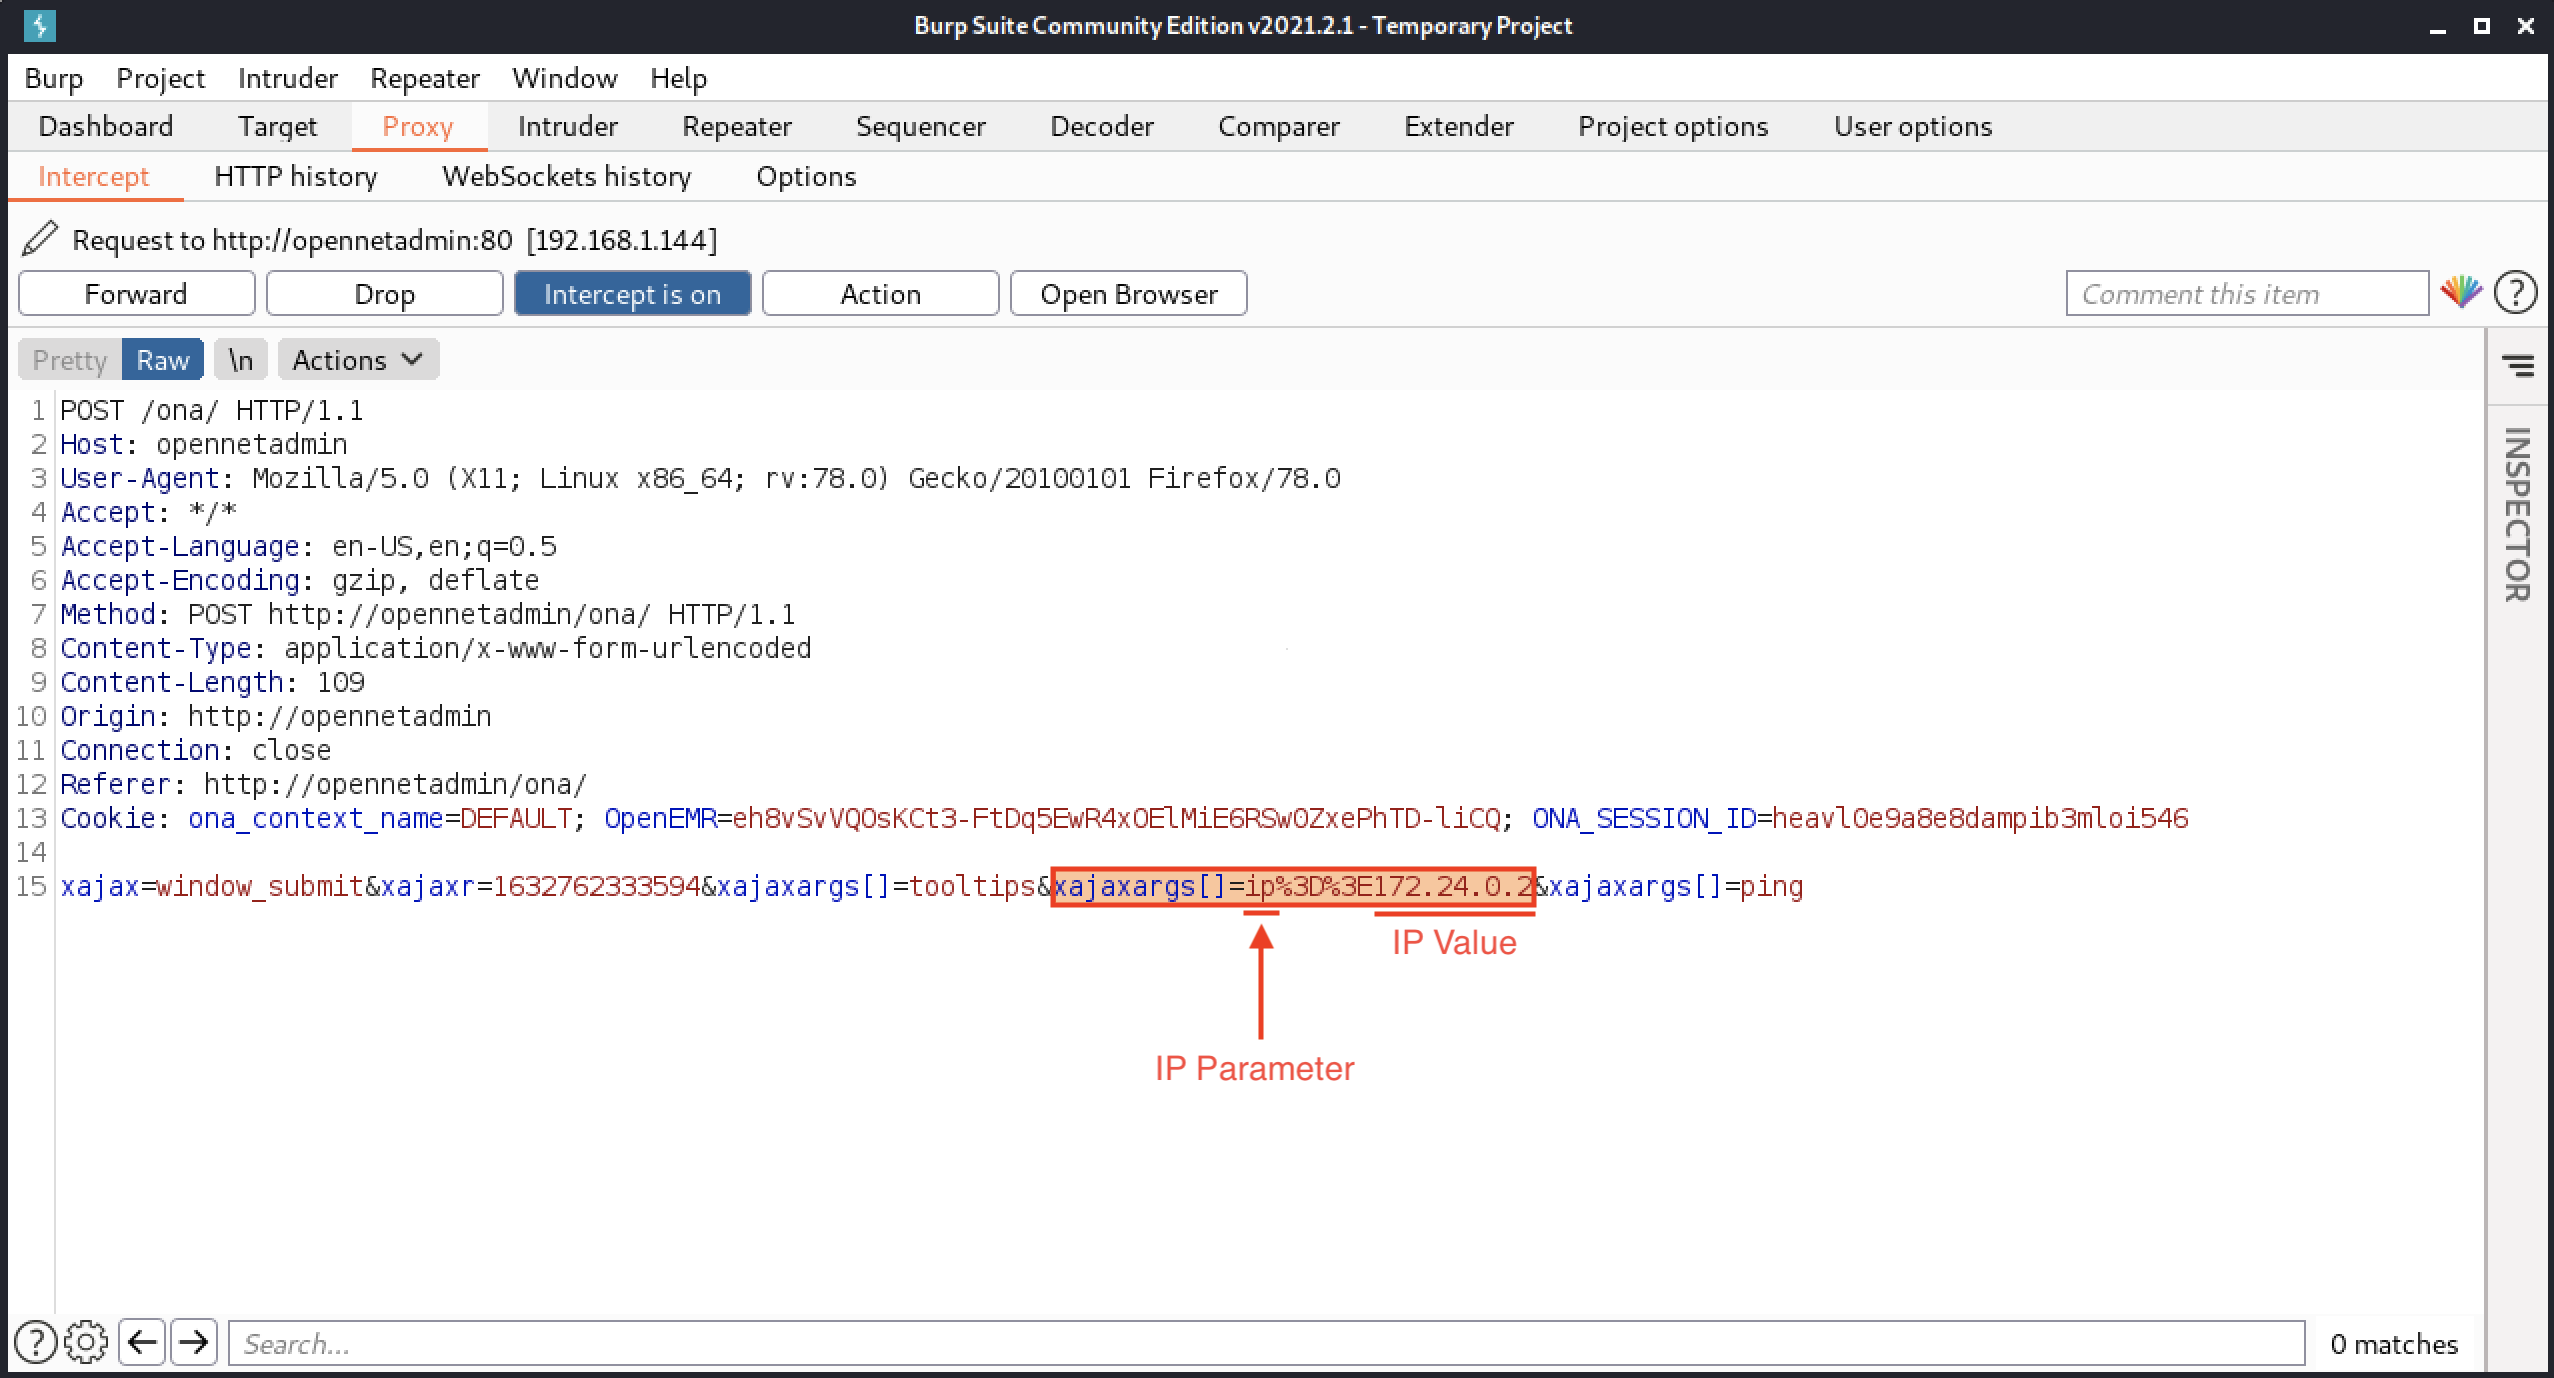 Burp Suite Community Edition v2021.2.1 - Temporary Project
Burp Project Intruder Repeater Window Help
Dashboard Target Proxy Intruder Repeater Sequencer Decoder Comparer Extender Project options User options
Intercept HTTP history WebSockets history Options
Request to http://opennetadmin:80 [192.168.1.144]
Forward Drop Intercept is on Action Open Browser Comment this item ?
Pretty Raw \n Actions
INSPECTOR
1 POST /ona/ HTTP/1.1
2 Host: opennetadmin
3 User-Agent: Mozilla/5.0 (X11; Linux x86_64; rv:78.0) Gecko/20100101 Firefox/78.0
4 Accept: */*
5 Accept-Language: en-US,en;q=0.5
6 Accept-Encoding: gzip, deflate
7 Method: POST http://opennetadmin/ona/ HTTP/1.1
8 Content-Type: application/x-www-form-urlencoded
9 Content-Length: 109
10 Origin: http://opennetadmin
11 Connection: close
12 Referer: http://opennetadmin/ona/
13 Cookie: ona_context_name=DEFAULT; OpenEMR=eh8vSvVQOsKCt3-FtDq5EwR4xOElMiE6RSw0ZxePhTD-liCQ; ONA_SESSION_ID=heavl0e9a8e8dampib3mloi546
14
15 xajax=window_submit&xajaxr=1632762333594&xajaxargs[]=tooltips&xajaxargs[]=ip%3D%3E172.24.0.2&xajaxargs[]=ping
IP Value
IP Parameter
? Search... 0 matches